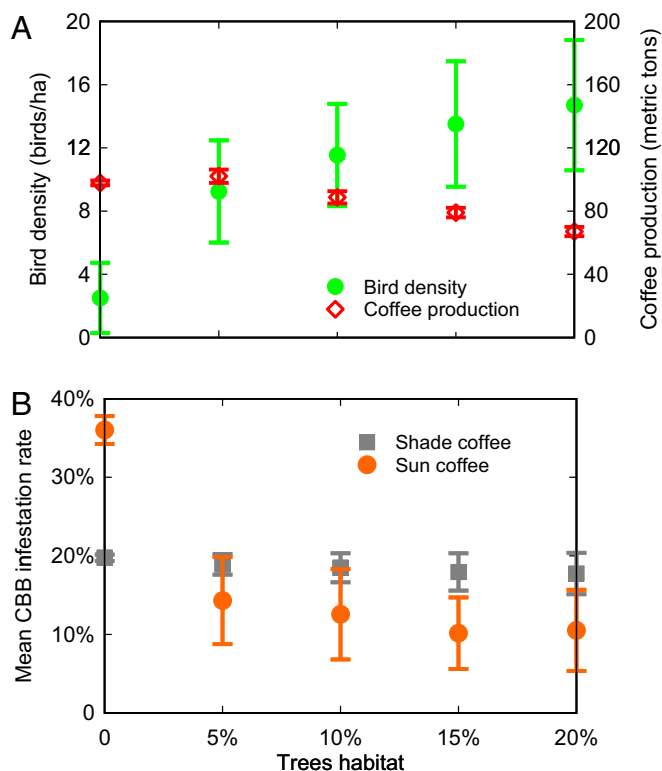 A
20
16
12
8
4
0
Bird density (birds/ha)
200
160
120
80
40
0
Coffee production (metric tons)
Bird density
Coffee production
B
40%
30%
20%
10%
0
Mean CBB infestation rate
Shade coffee
Sun coffee
0 5% 10% 15% 20%
Trees habitat